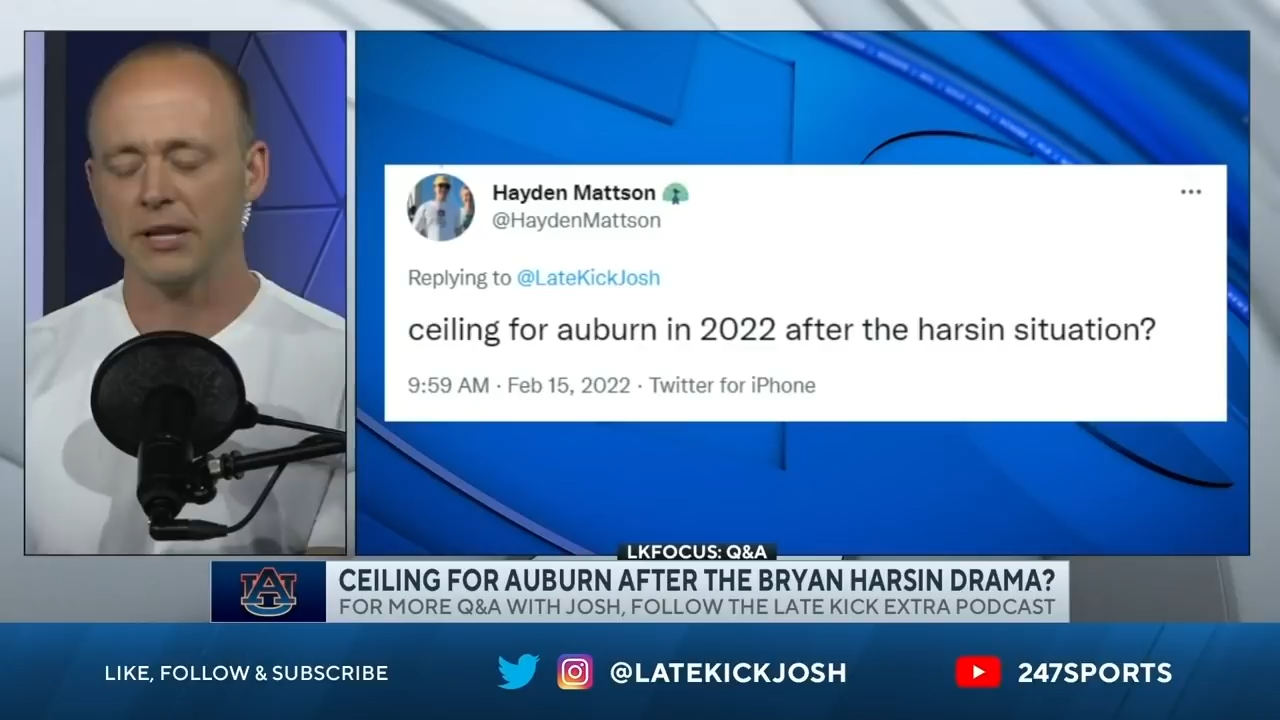 Hayden Mattson
@HaydenMattson
Replying to @LateKickJosh
ceiling for auburn in 2022 after the harsin situation?
9:59 AM · Feb 15, 2022 · Twitter for iPhone
LKFOCUS: Q&A
CEILING FOR AUBURN AFTER THE BRYAN HARSIN DRAMA?
FOR MORE Q&A WITH JOSH, FOLLOW THE LATE KICK EXTRA PODCAST
LIKE, FOLLOW & SUBSCRIBE
@LATEKICKJOSH
247SPORTS